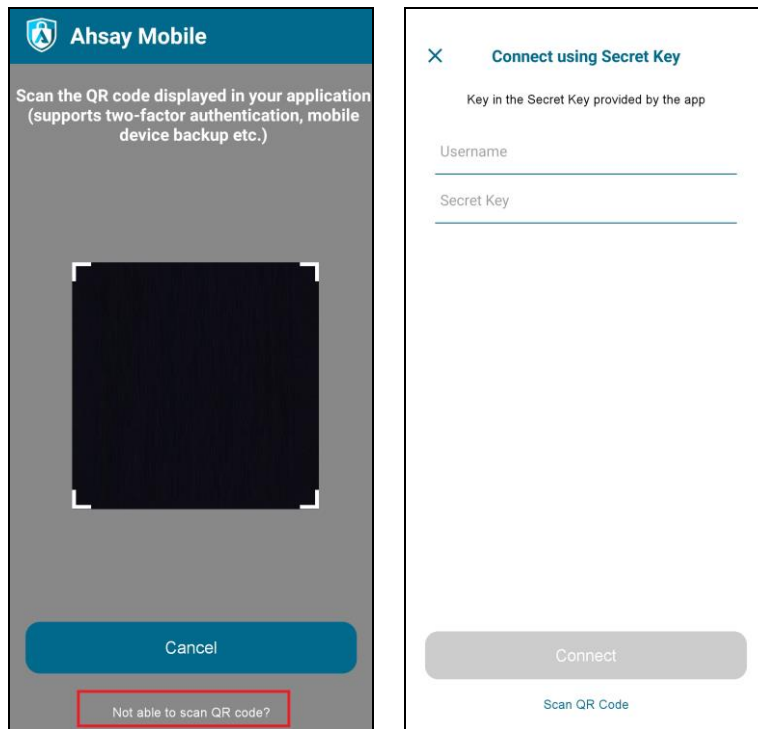 Ahsay Mobile
Scan the QR code displayed in your application
(supports two-factor authentication, mobile
device backup etc.)
Cancel
Not able to scan QR code?
Connect using Secret Key
Key in the Secret Key provided by the app
Username
Secret Key
Connect
Scan QR Code